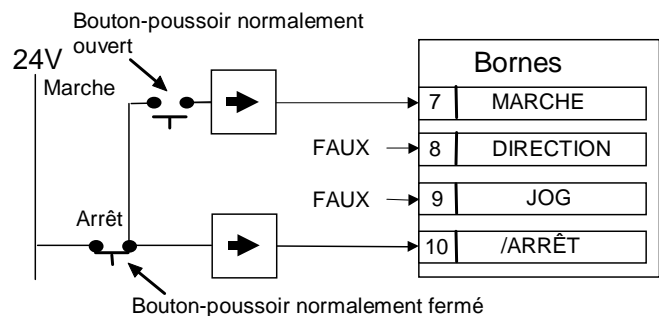 Bouton-poussoir normalement
ouvert
24V
Marche
Bornes
7 MARCHE
FAUX 8 DIRECTION
FAUX 9 JOG
Arrêt
10 /ARRÊT
Bouton-poussoir normalement fermé